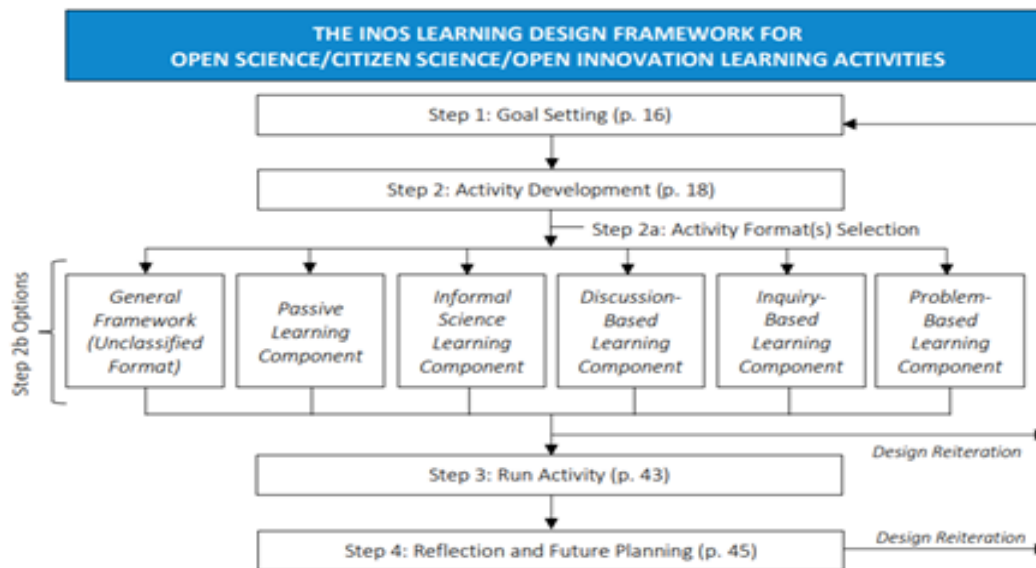 THE INOS LEARNING DESIGN FRAMEWORK FOR
OPEN SCIENCE/CITIZEN SCIENCE/OPEN INNOVATION LEARNING ACTIVITIES
Step 1: Goal Setting (p. 16)
Step 2: Activity Development (p. 18)
Step 2a: Activity Format(s) Selection
Step 2b Options
General
Framework
(Unclassified
Format)
Passive
Learning
Component
Informal
Science
Learning
Component
Discussion-
Based
Learning
Component
Inquiry-
Based
Learning
Component
Problem-
Based
Learning
Component
Design Reiteration
Step 3: Run Activity (p. 43)
Step 4: Reflection and Future Planning (p. 45)
Design Reiteration